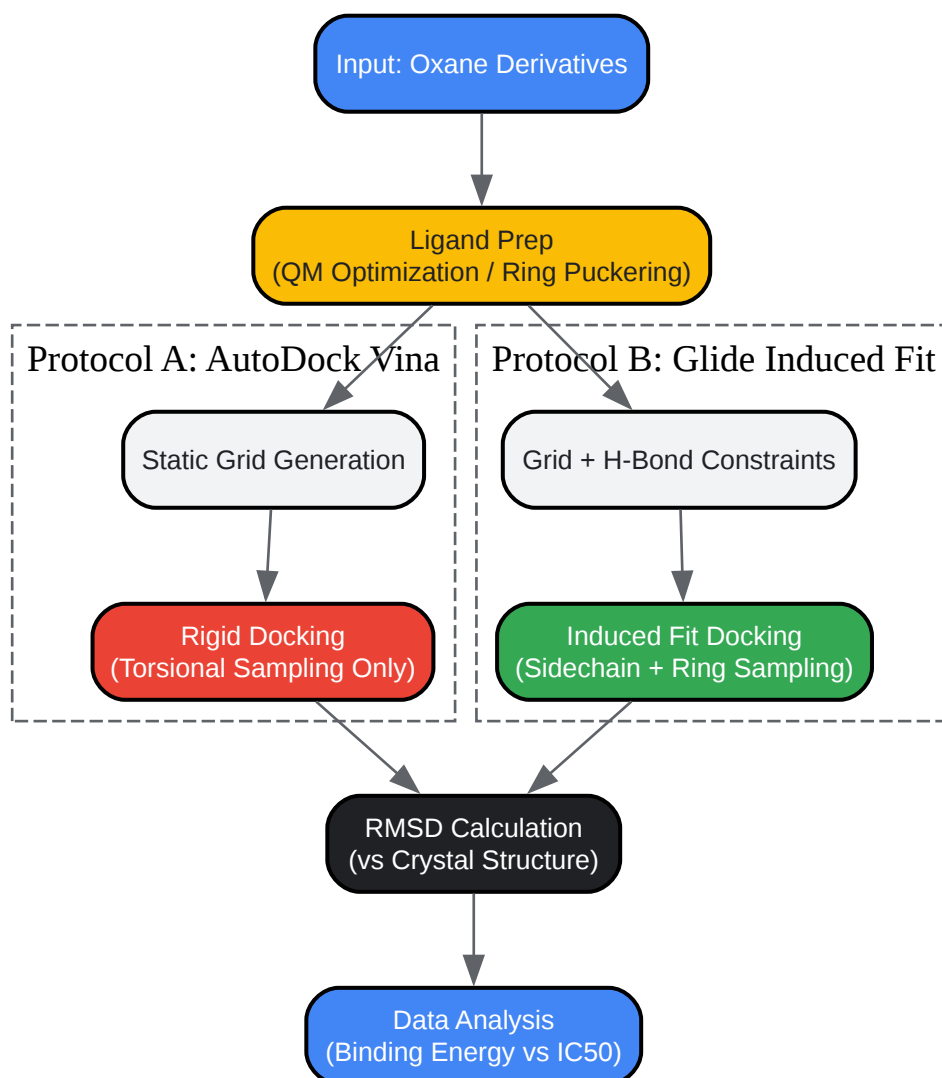 Input: Oxane Derivatives
Ligand Prep
(QM Optimization / Ring Puckering)
Protocol A: AutoDock Vina
Protocol B: Glide Induced Fit
Static Grid Generation
Grid + H-Bond Constraints
Rigid Docking
(Torsional Sampling Only)
Induced Fit Docking
(Sidechain + Ring Sampling)
RMSD Calculation
(vs Crystal Structure)
Data Analysis
(Binding Energy vs IC50)